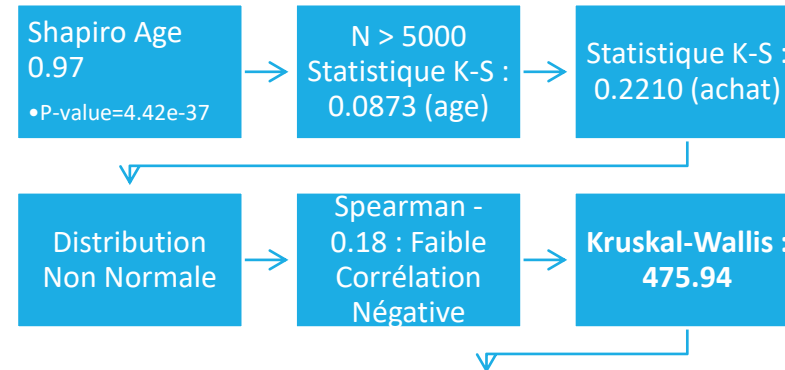 Shapiro Age
0.97
•P-value=4.42e-37
N > 5000
Statistique K-S :
0.0873 (age)
Statistique K-S :
0.2210 (achat)
Distribution
Non Normale
Spearman -
0.18 : Faible
Corrélation
Négative
Kruskal-Wallis :
475.94